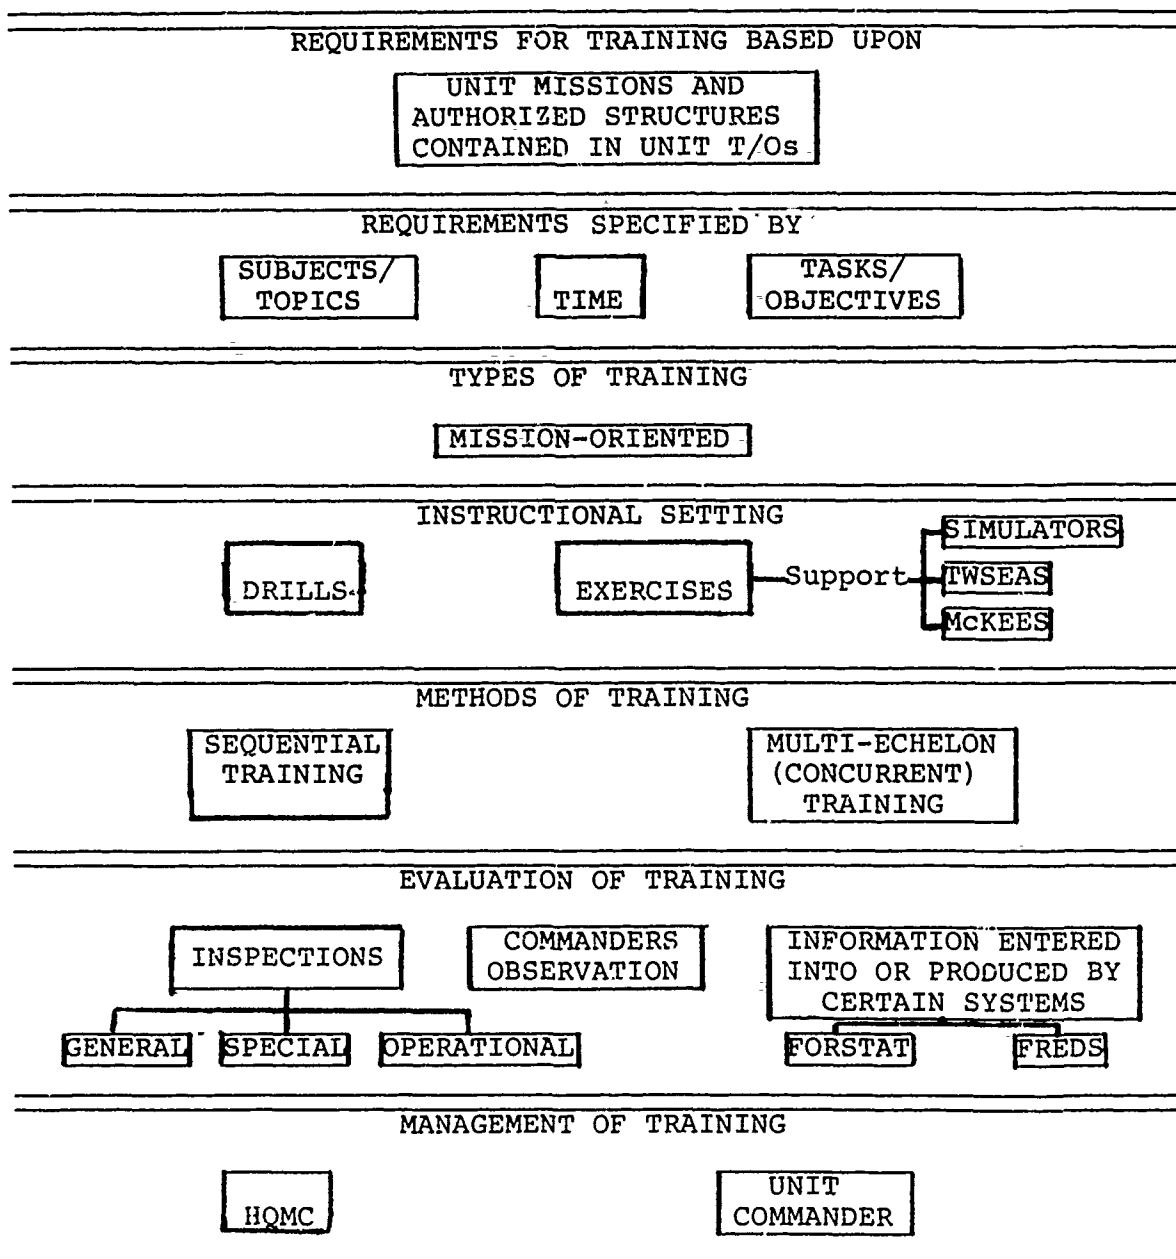 REQUIREMENTS FOR TRAINING BASED UPON
UNIT MISSIONS AND
AUTHORIZED STRUCTURES
CONTAINED IN UNIT T/Os
REQUIREMENTS SPECIFIED BY
SUBJECTS/
TOPICS
TIME
TASKS/
OBJECTIVES
TYPES OF TRAINING
MISSION-ORIENTED
INSTRUCTIONAL SETTING
DRILLS
EXERCISES
Support
SIMULATORS
TWSEAS
McKEES
METHODS OF TRAINING
SEQUENTIAL
TRAINING
MULTI-ECHELON
(CONCURRENT)
TRAINING
EVALUATION OF TRAINING
INSPECTIONS
GENERAL
SPECIAL
OPERATIONAL
COMMANDERS
OBSERVATION
INFORMATION ENTERED
INTO OR PRODUCED BY
CERTAIN SYSTEMS
FORSTAT
FREDS
MANAGEMENT OF TRAINING
HQMC
UNIT
COMMANDER